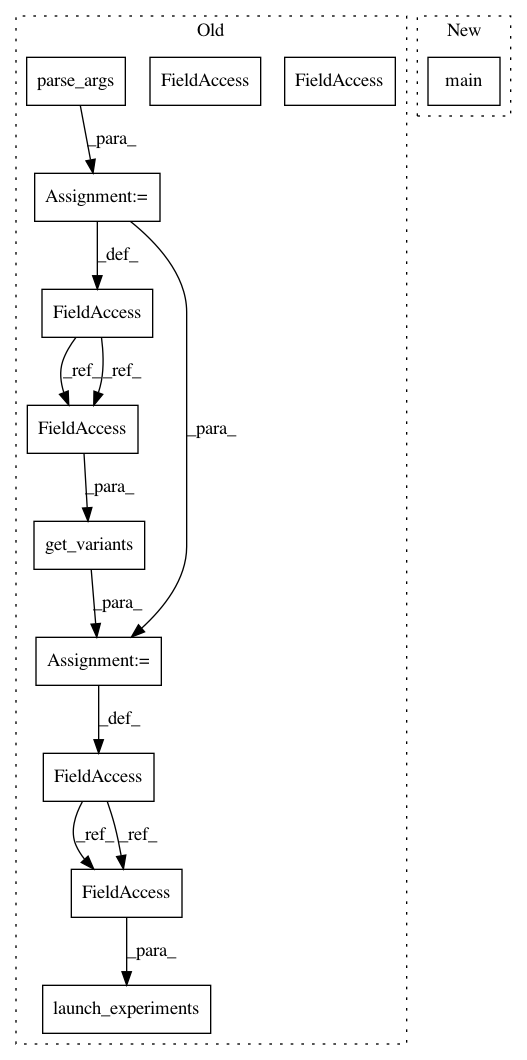 Old
New
parse_args
FieldAccess
FieldAccess
main
_para_
Assignment:=
_def_
FieldAccess
_ref_
_ref_
_para_
FieldAccess
_para_
get_variants
_para_
Assignment:=
_def_
FieldAccess
_ref_
_ref_
FieldAccess
_para_
launch_experiments